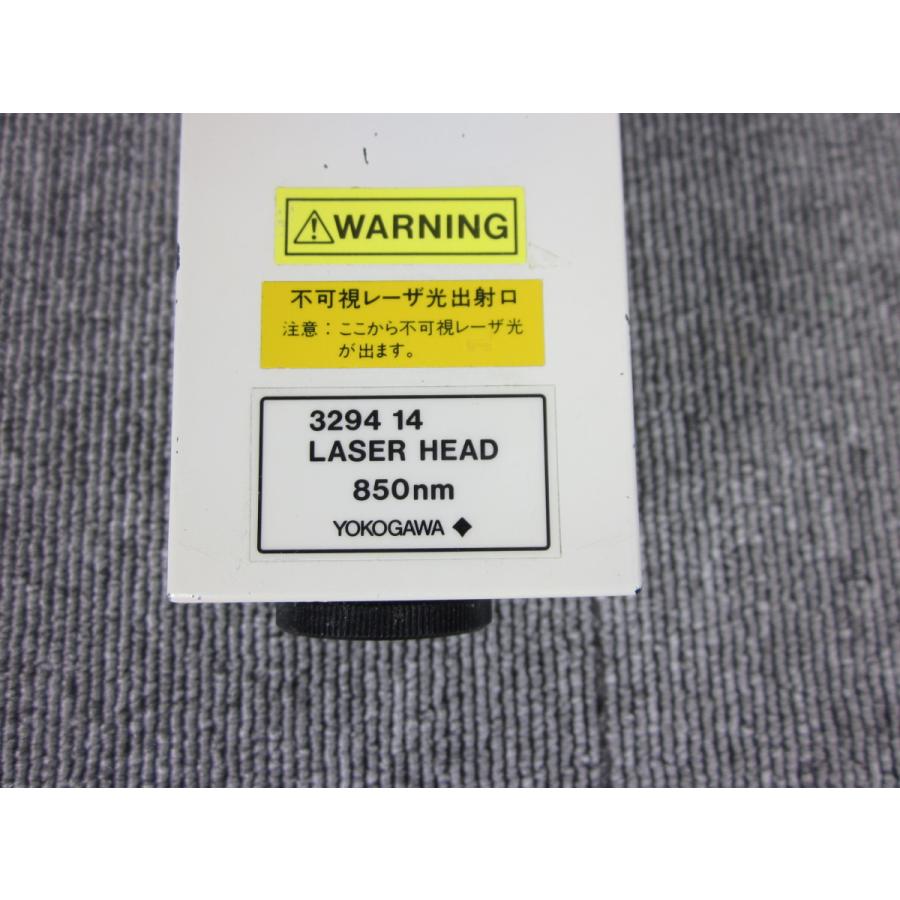 WARNING
不可視レーザ光出射口
注意：ここから不可視レーザ光
が出ます。
3294 14
LASER HEAD
850nm
YOKOGAWA